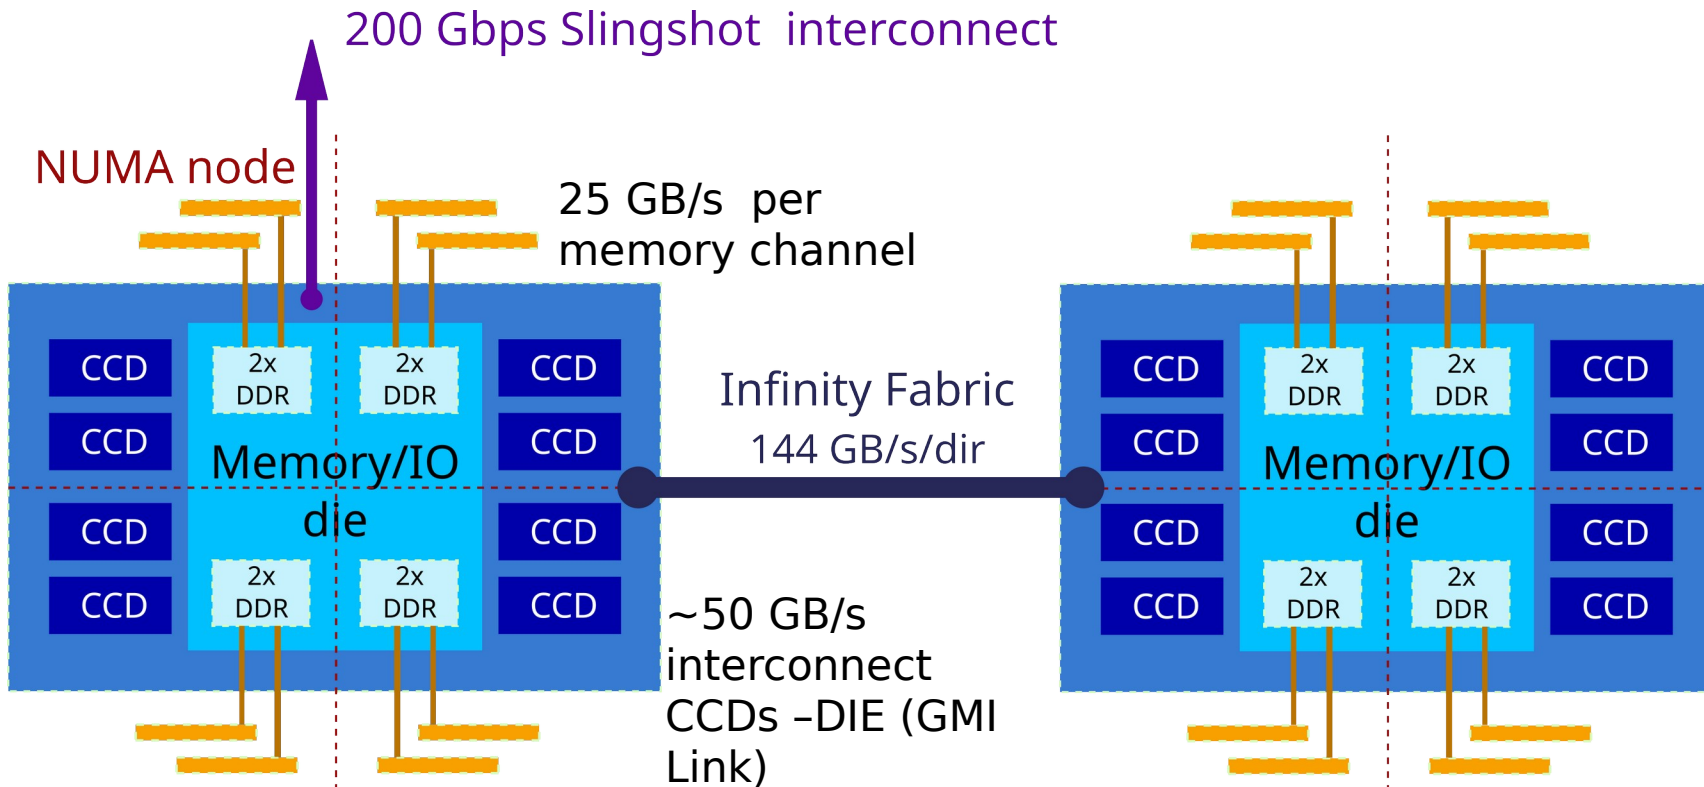 200 Gbps Slingshot  interconnect
NUMA node
25 GB/s  per
memory channel
2x
DDR
2x
DDR
CCD
CCD
CCD
CCD
Memory/IO
die
CCD
CCD
CCD
CCD
2x
DDR
2x
DDR
Infinity Fabric
144 GB/s/dir
~50 GB/s
interconnect
CCDs –DIE (GMI
Link)
2x
DDR
2x
DDR
CCD
CCD
CCD
CCD
Memory/IO
die
CCD
CCD
CCD
CCD
2x
DDR
2x
DDR